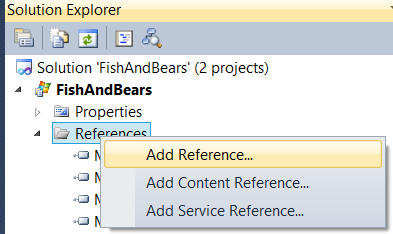 Solution Explorer
Solution 'FishAndBears' (2 projects)
FishAndBears
Properties
References
Add Reference...
Add Content Reference...
Add Service Reference...